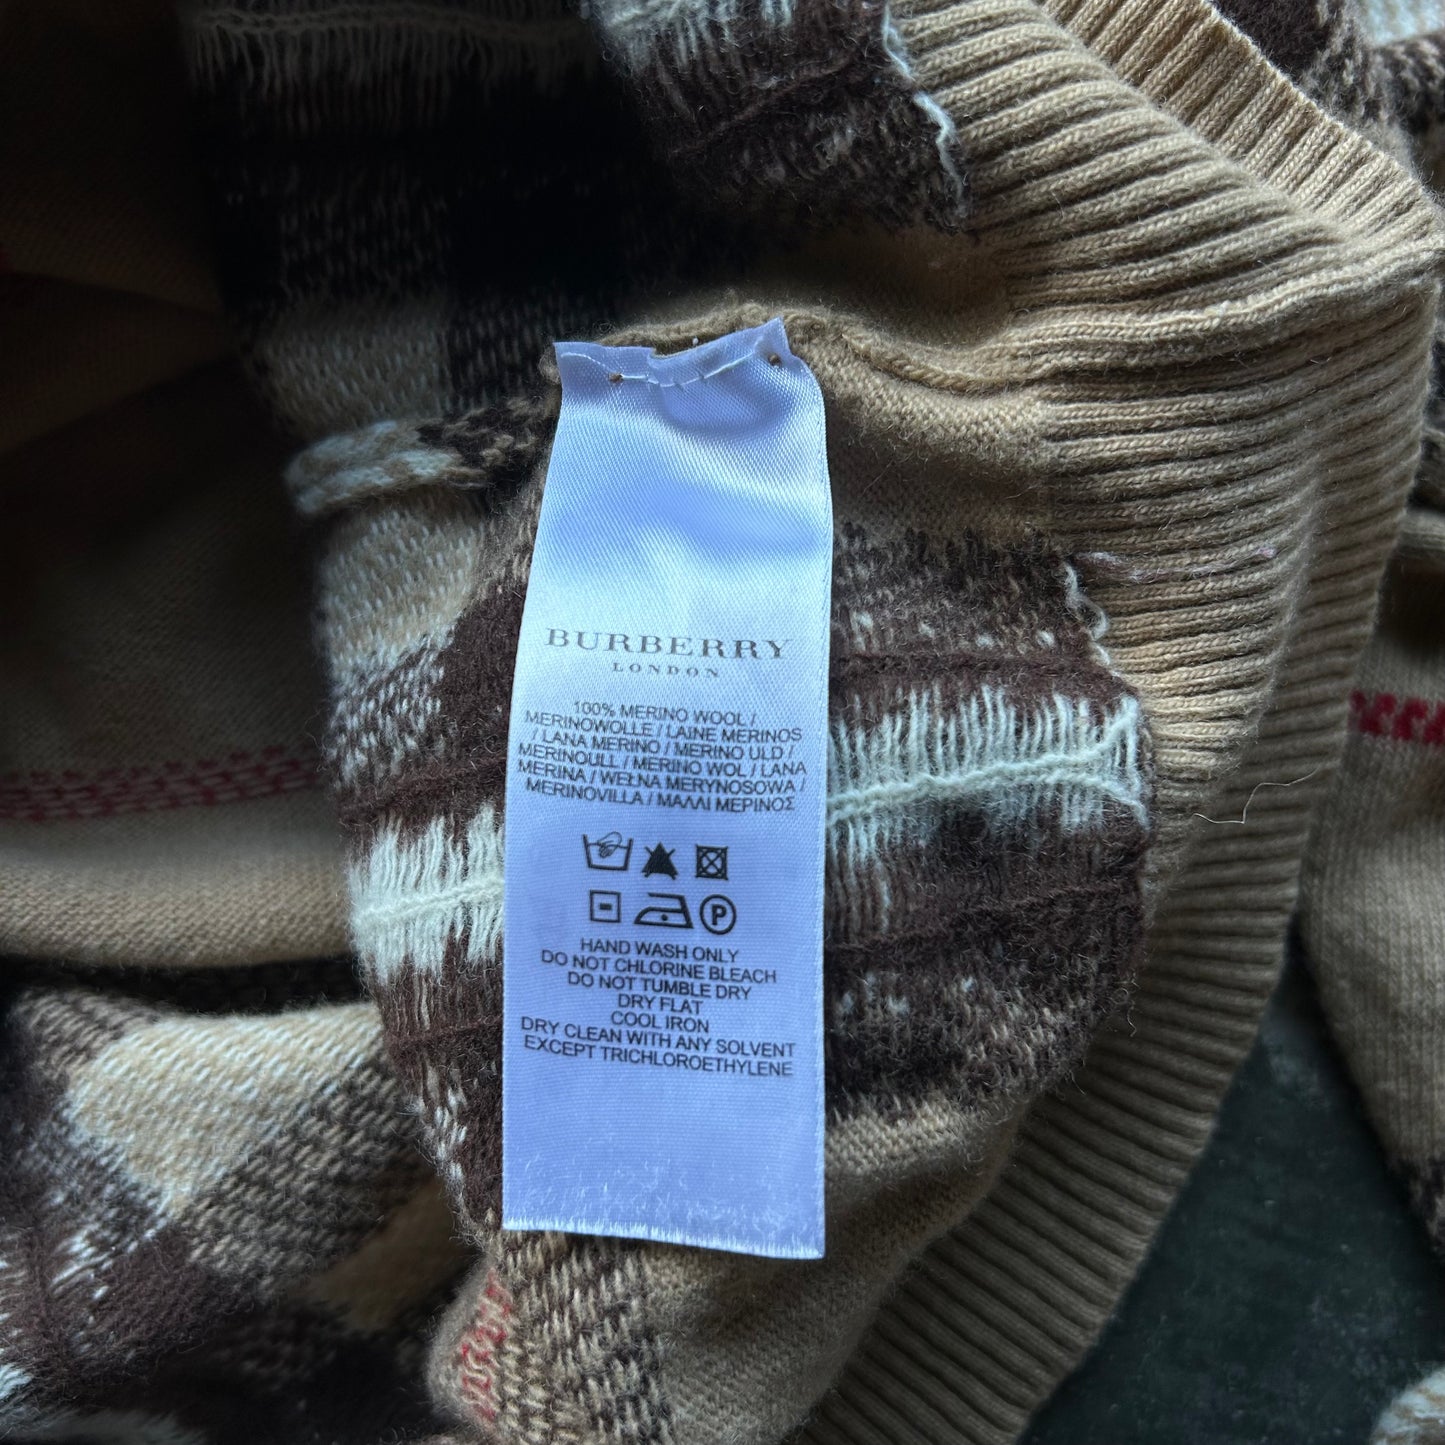 BURBERRY
LONDON
100% MERINO WOOL /
MERINOWOLLE / LAINE MERINOS
/ LANA MERINO / MERINO ULD /
MERINOULL / MERINO WOL / LANA
MERINA / WEŁNA MERYNOSOWA /
MERINOVILLA / ΜΑΛΛΙ ΜΕΡΙΝΟΣ
P
HAND WASH ONLY
DO NOT CHLORINE BLEACH
DO NOT TUMBLE DRY
DRY FLAT
COOL IRON
DRY CLEAN WITH ANY SOLVENT
EXCEPT TRICHLOROETHYLENE